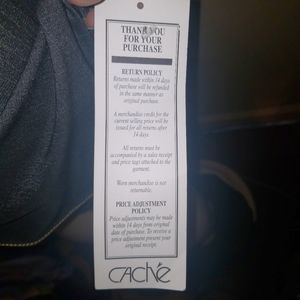 THANK YOU
FOR YOUR
PURCHASE
RETURN POLICY
Returns made within 14 days
of purchase will be refunded
in the same manner as
original purchase.
A merchandise credit for the
current selling price will be
issued for all returns after
14 days.
All returns must be
accompanied by a sales receipt
and price tags attached to the
garment.
Worn merchandise is not
returnable.
PRICE ADJUSTMENT
POLICY
Price adjustments may be made
within 14 days from original
date of purchase. To receive a
price adjustment present your
original receipt.
CACHÉ